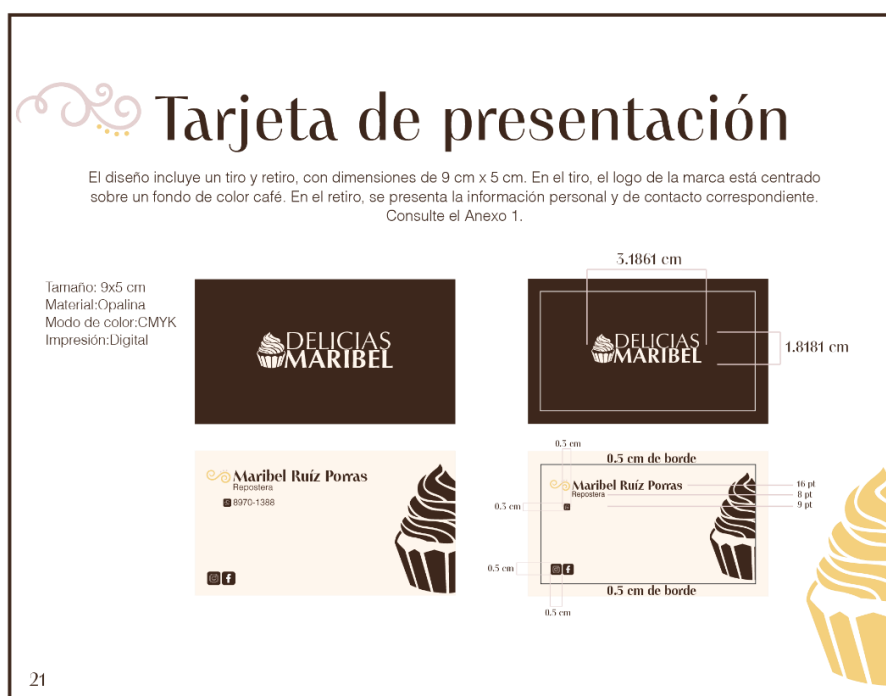 Tarjeta de presentación
El diseño incluye un tiro y retiro, con dimensiones de 9 cm x 5 cm. En el tiro, el logo de la marca está centrado
sobre un fondo de color café. En el retiro, se presenta la información personal y de contacto correspondiente.
Consulte el Anexo 1.
Tamaño: 9x5 cm
Material:Opalina
Modo de color:CMYK
Impresión:Digital
DELICIAS
MARIBEL
3.1861 cm
DELICIAS
MARIBEL
1.8181 cm
Maribel Ruíz Porras
Repostera
8970-1388
0.3 cm
0.5 cm de borde
Maribel Ruíz Porras
Repostera
16 pt
8 pt
9 pt
0.3 cm
0.5 cm
0.5 cm de borde
0.5 cm
21